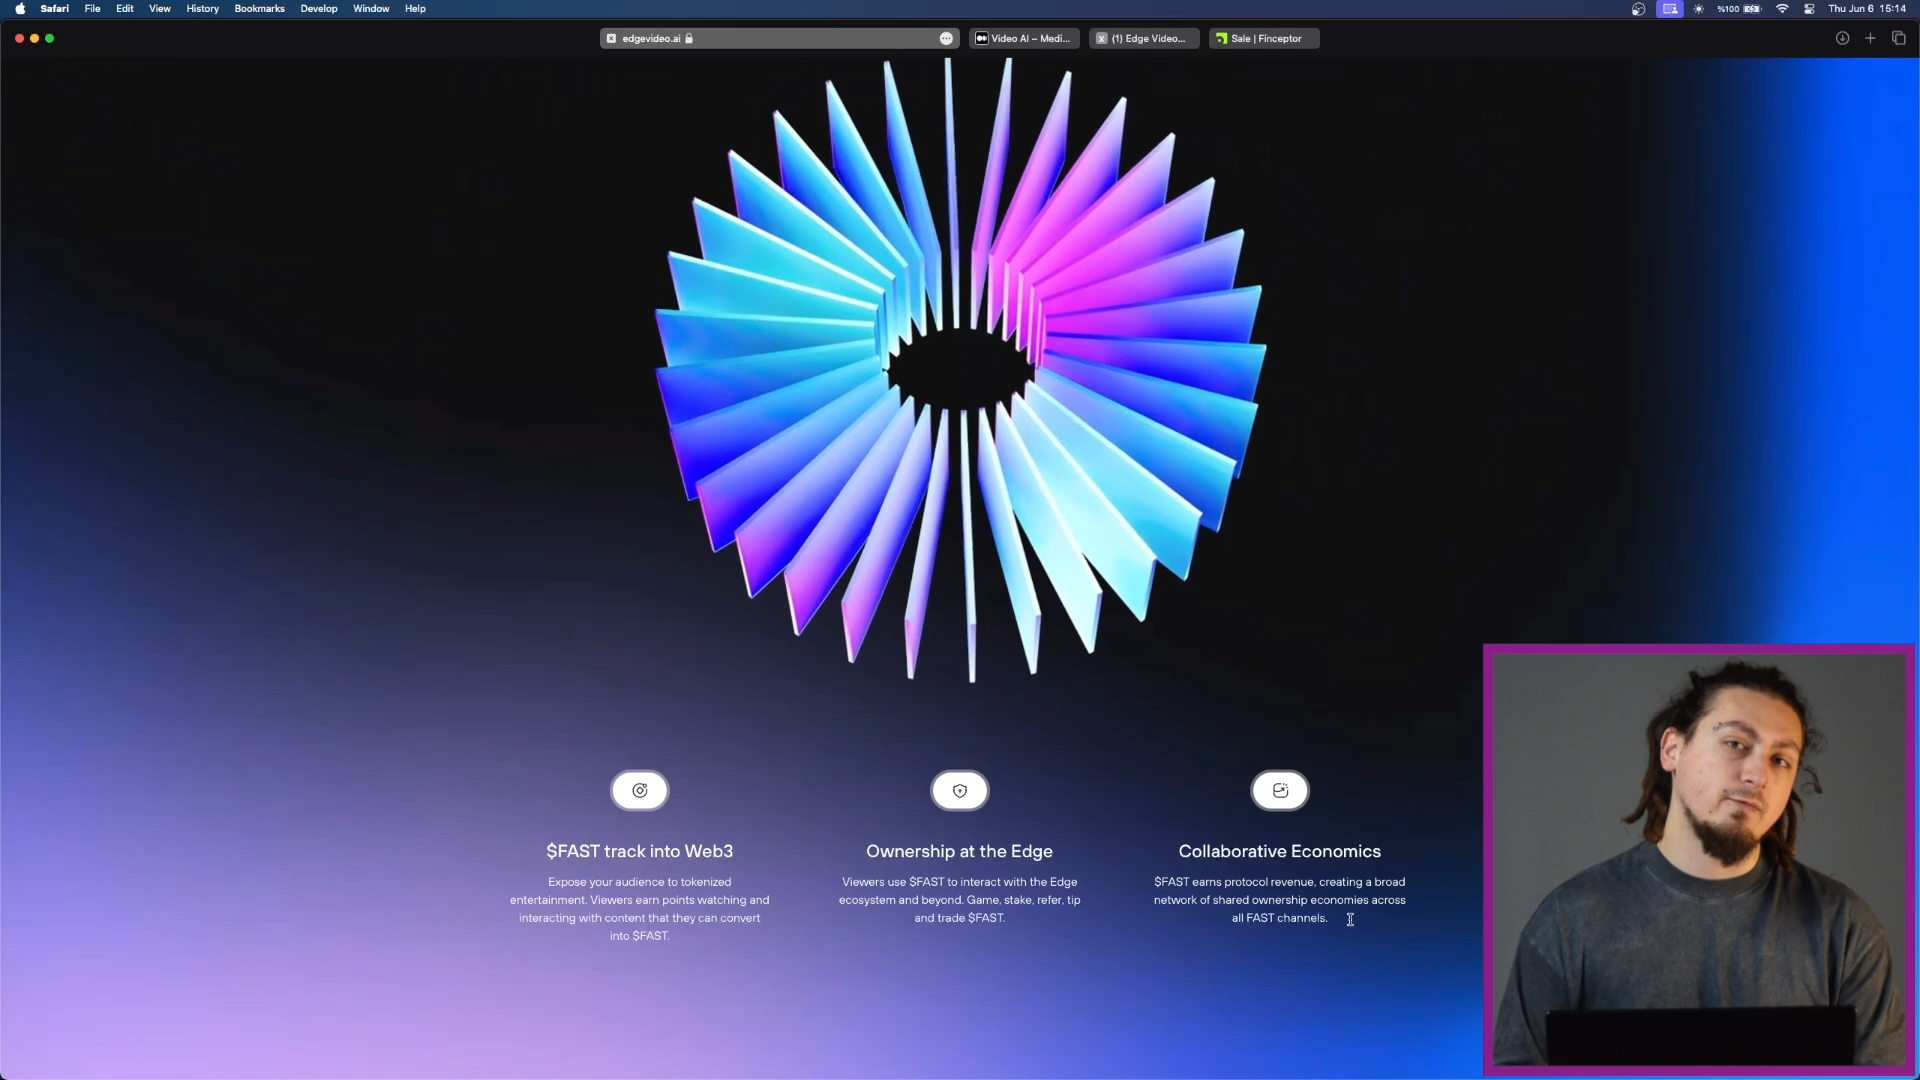 Safari File Edit View History Bookmarks Develop Window Help
%100 Thu Jun 6 15:14
edgevideo.ai
Video AI – Medi...
(1) Edge Video...
Sale | Finceptor
$FAST track into Web3
Expose your audience to tokenized
entertainment. Viewers earn points watching and
interacting with content that they can convert
into $FAST.
Ownership at the Edge
Viewers use $FAST to interact with the Edge
ecosystem and beyond. Game, stake, refer, tip
and trade $FAST.
Collaborative Economics
$FAST earns protocol revenue, creating a broad
network of shared ownership economies across
all FAST channels.